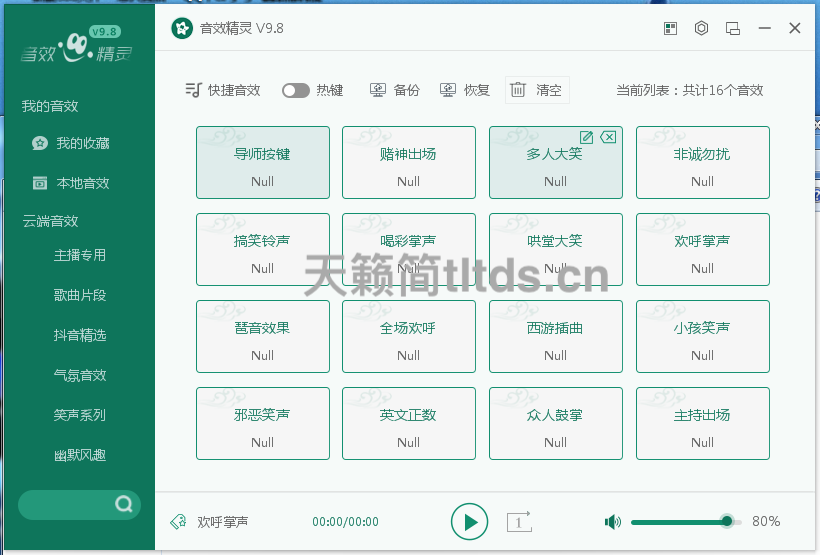 音效精灵 V9.8
v9.8
音效 精灵
我的音效
我的收藏
本地音效
云端音效
主播专用
歌曲片段
抖音精选
气氛音效
笑声系列
幽默风趣
快捷音效 热键 备份 恢复 清空 当前列表：共计16个音效
导师按键 赌神出场 多人大笑 非诚勿扰
Null Null Null Null
搞笑铃声 喝彩掌声 哄堂大笑 欢呼掌声
Null Null Null Null
天籁简tltds.cn
琶音效果 全场欢呼 西游插曲 小孩笑声
Null Null Null Null
邪恶笑声 英文正数 众人鼓掌 主持出场
Null Null Null Null
欢呼掌声 00:00/00:00 1 80%